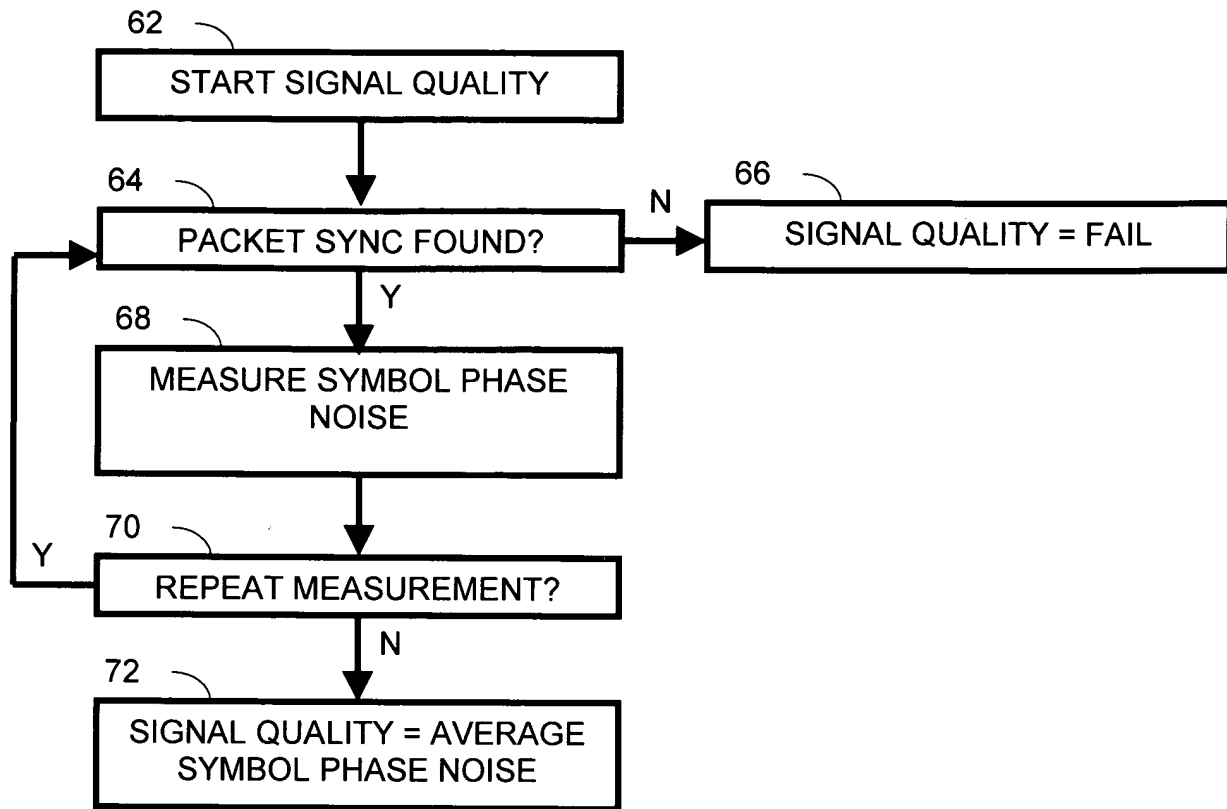 62
START SIGNAL QUALITY
64
PACKET SYNC FOUND?
N
66
SIGNAL QUALITY = FAIL
Y
68
MEASURE SYMBOL PHASE
NOISE
70
Y
REPEAT MEASUREMENT?
N
72
SIGNAL QUALITY = AVERAGE
SYMBOL PHASE NOISE